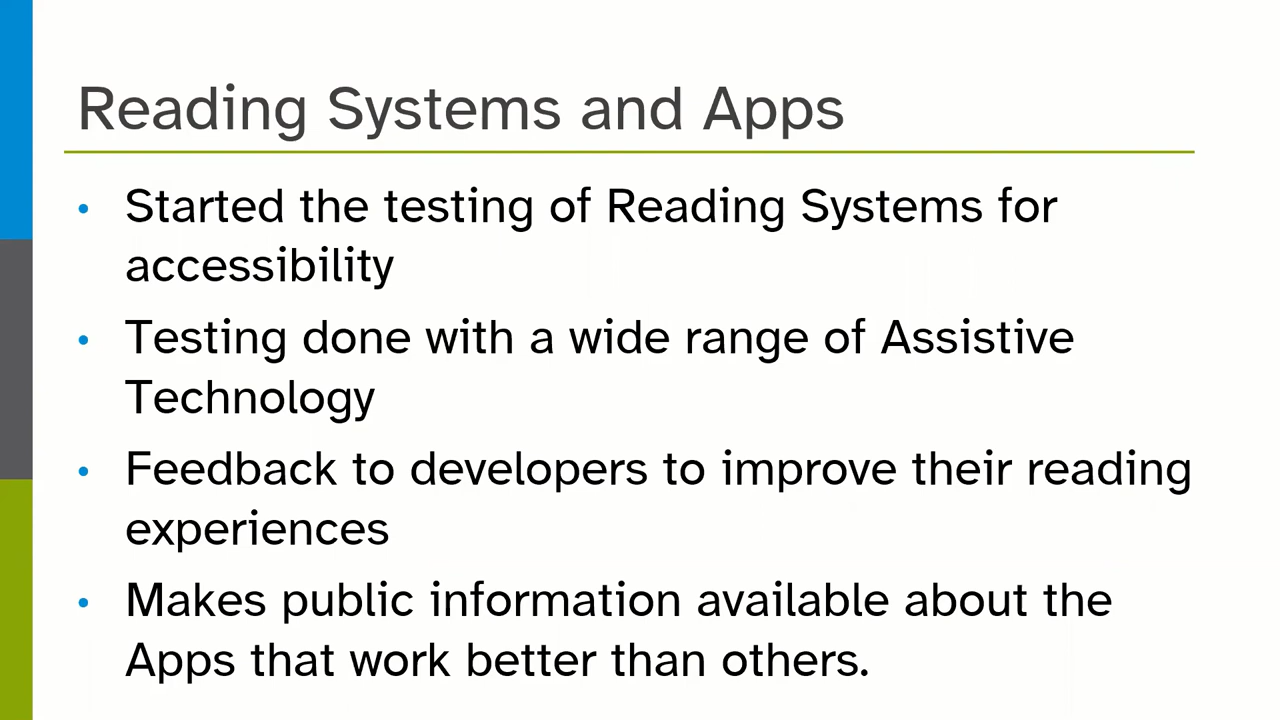 Reading Systems and Apps
• Started the testing of Reading Systems for
accessibility
• Testing done with a wide range of Assistive
Technology
• Feedback to developers to improve their reading
experiences
• Makes public information available about the
Apps that work better than others.